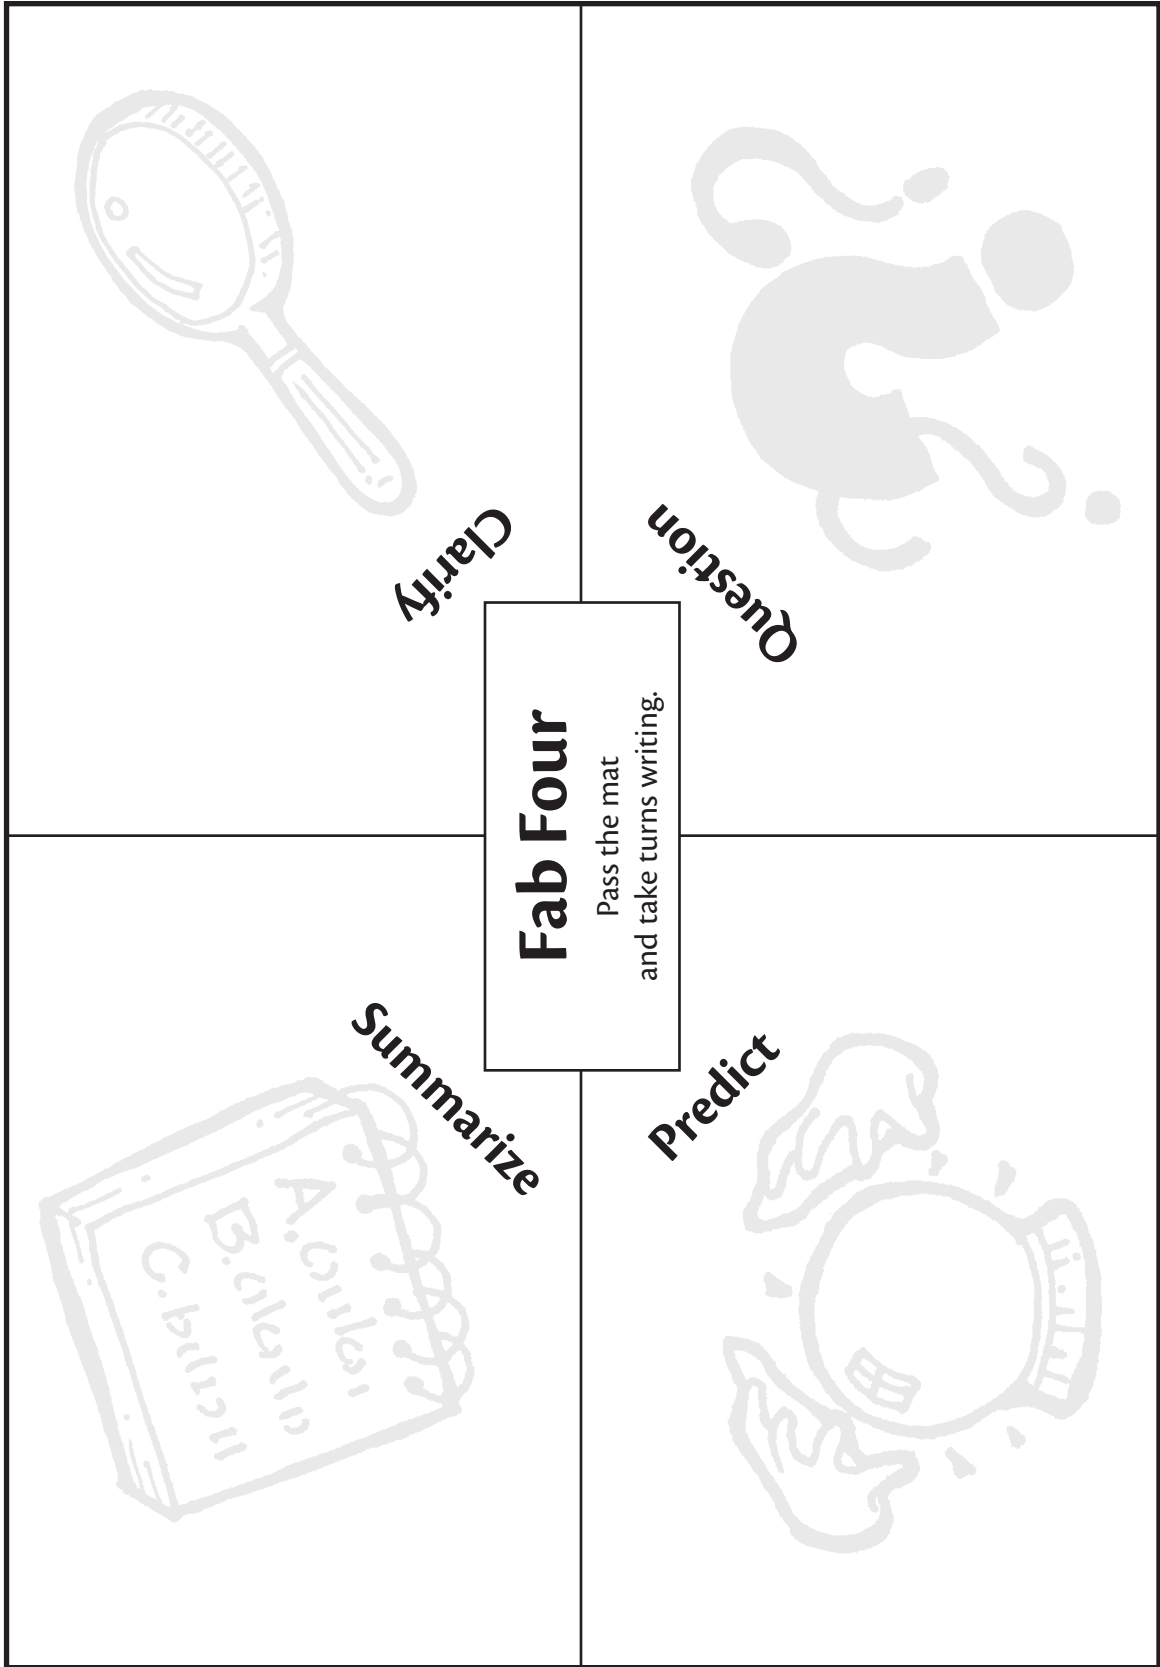 Clarify
Question
Fab Four
Pass the mat
and take turns writing.
Summarize
Predict
A.
B.
C.